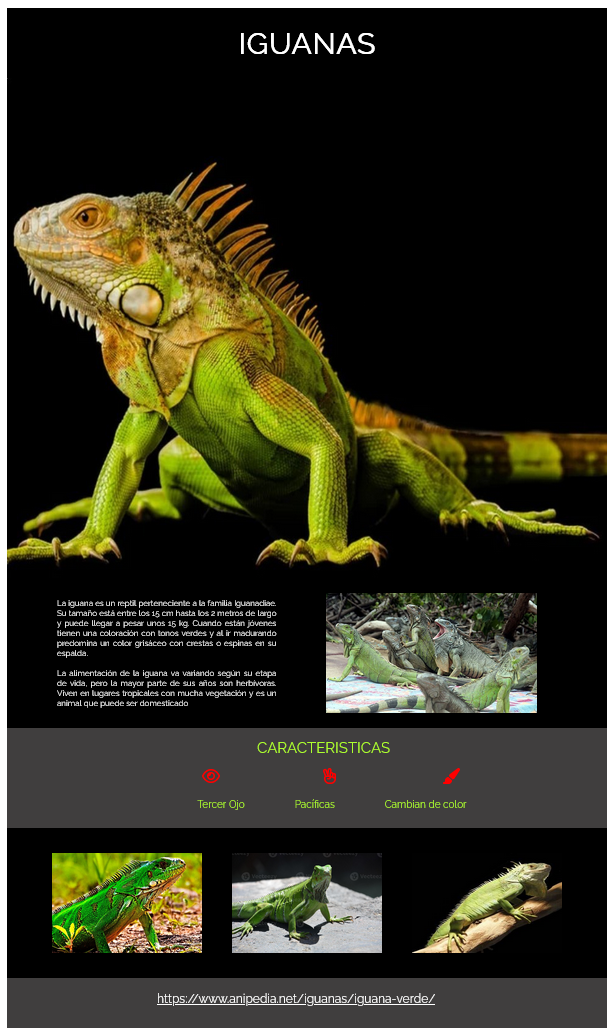 IGUANAS
La iguana es un reptil perteneciente a la familia Iguanadiae.
Su tamaño está entre los 15 cm hasta los 2 metros de largo
y puede llegar a pesar unos 15 kg. Cuando están jóvenes
tienen una coloración con tonos verdes y al ir madurando
predomina un color grisáceo con crestas o espinas en su
espalda.
La alimentación de la iguana va variando según su etapa
de vida, pero la mayor parte de sus años son herbívoras.
Viven en lugares tropicales con mucha vegetación y es un
animal que puede ser domesticado
CARACTERISTICAS
Tercer Ojo Pacíficas Cambian de color
https://www.anipedia.net/iguanas/iguana-verde/